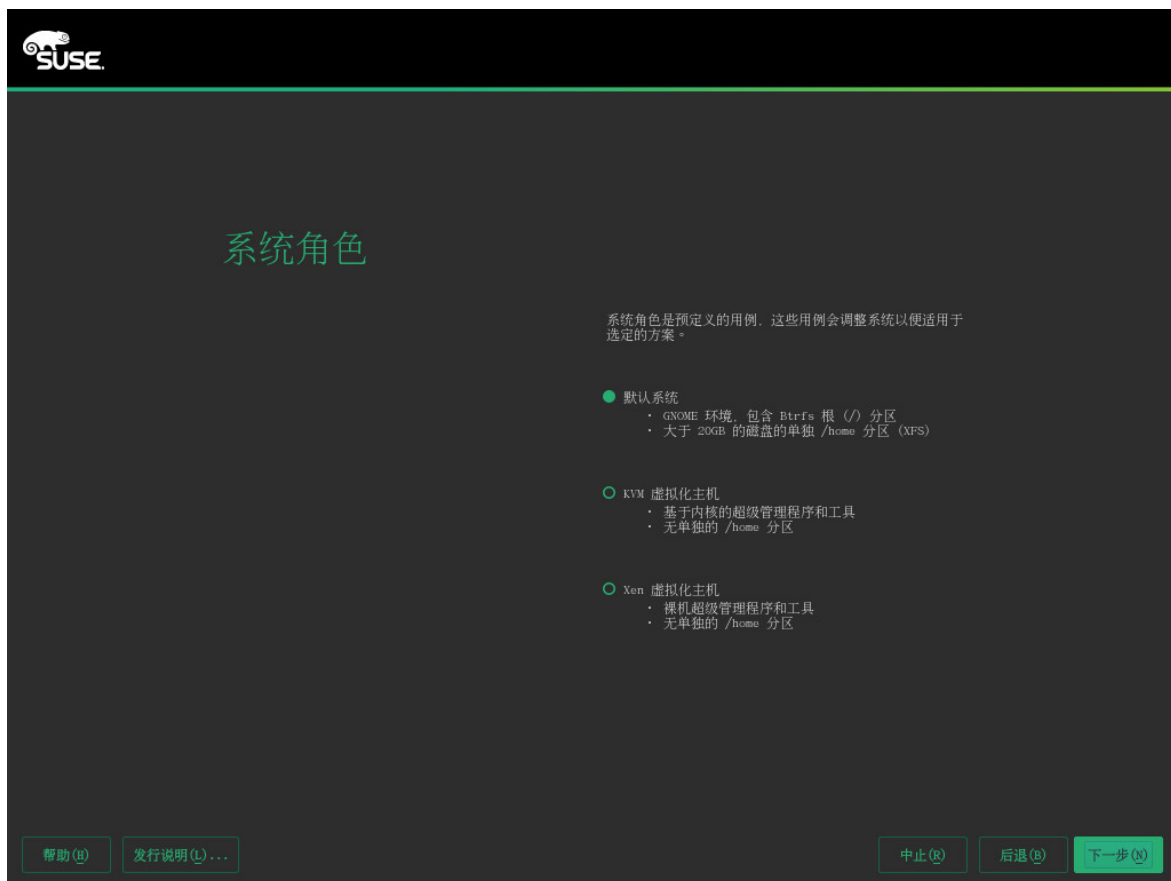 SUSE.
系统角色
系统角色是预定义的用例，这些用例会调整系统以便适用于
选定的方案。
默认系统
· GNOME 环境，包含 Btrfs 根 (/) 分区
· 大于 20GB 的磁盘的单独 /home 分区 (XFS)
KVM 虚拟化主机
· 基于内核的超级管理程序和工具
· 无单独的 /home 分区
Xen 虚拟化主机
· 裸机超级管理程序和工具
· 无单独的 /home 分区
帮助(H) 发行说明(L)... 中止(R) 后退(B) 下一步(N)